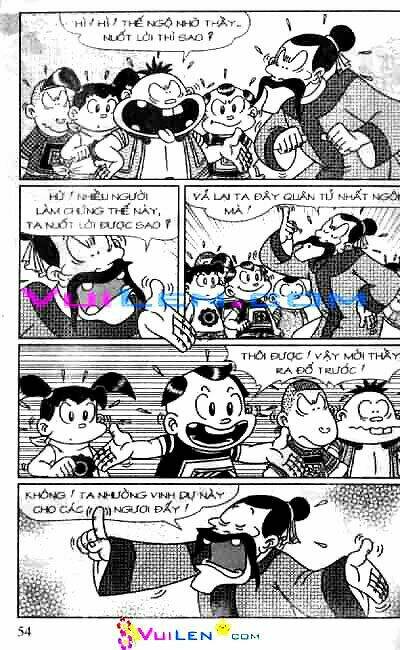 HÌ! HÌ! THẾ NGỘ NHỠ THẦY...
NUỐT LỜI THÌ SAO?
HỪ! NHIỀU NGƯỜI
LÀM CHỨNG THẾ NÀY,
TA NUỐT LỜI ĐƯỢC SAO?
VẢ LẠI TA ĐÂY QUÂN TỬ NHẤT NGÔN
MÀ!
VUILEN.COM
THÔI ĐƯỢC! VẬY MỜI THẦY
RA ĐỐ TRƯỚC!
KHÔNG! TA NHƯỜNG VINH DỰ NÀY
CHO CÁC NGƯƠI ĐẤY!
54
VUILEN.COM